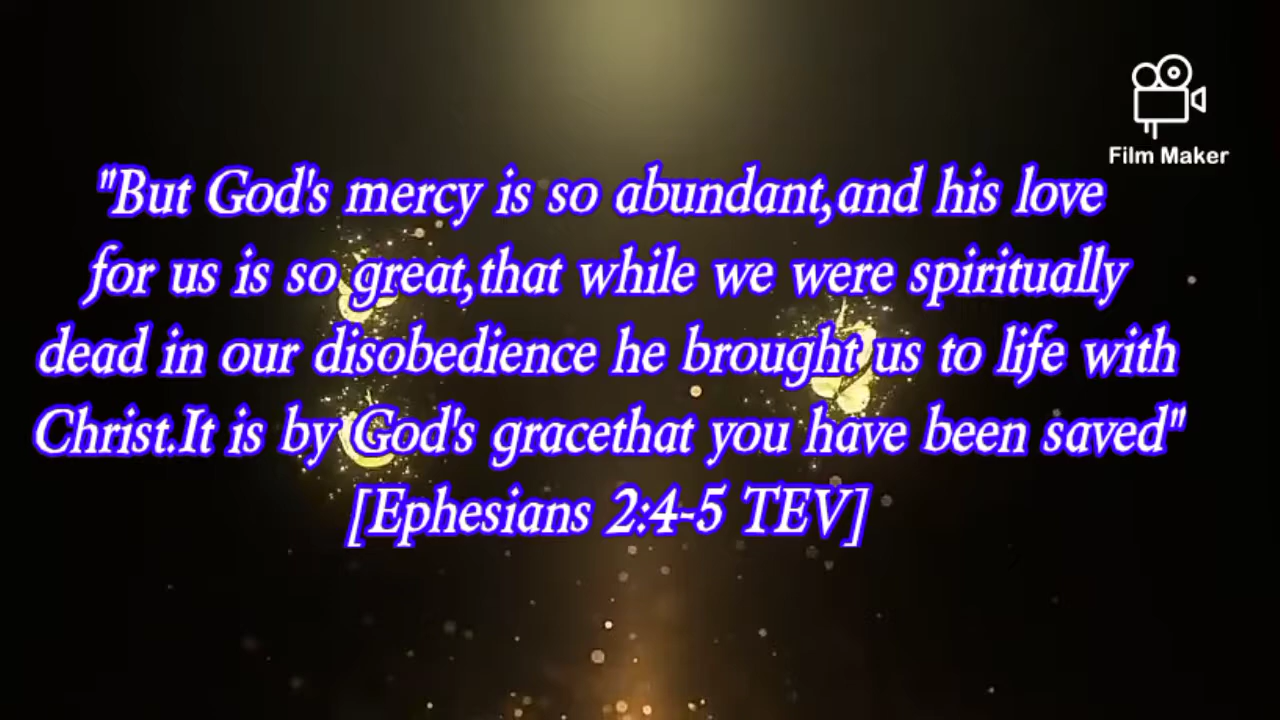 Film Maker
"But God's mercy is so abundant,and his love
for us is so great,that while we were spiritually
dead in our disobedience he brought us to life with
Christ.It is by God's gracethat you have been saved"
[Ephesians 2:4-5 TEV]